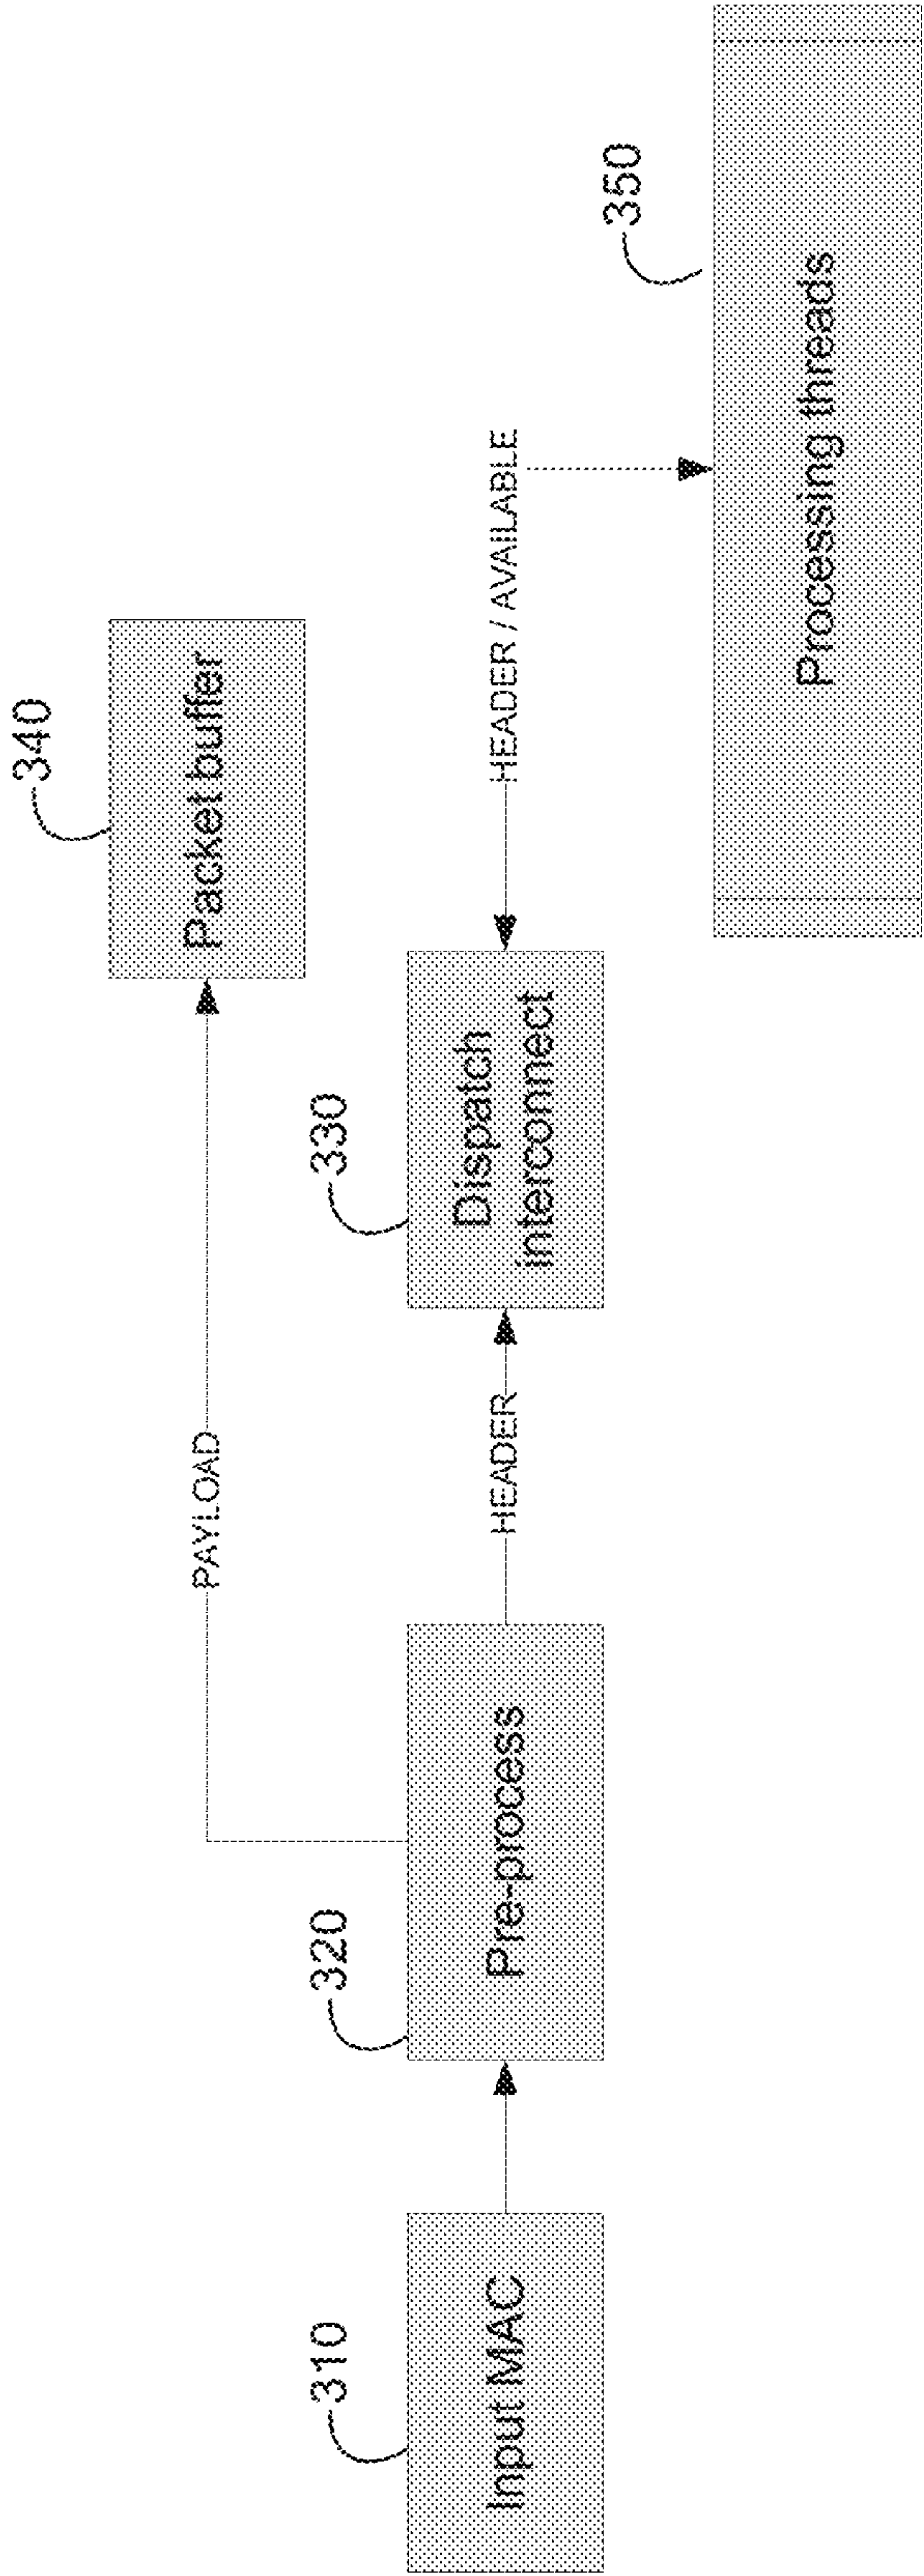 340
Packet buffer
PAYLOAD
310
Input MAC
320
Pre-process
HEADER
330
Dispatch
interconnect
HEADER / AVAILABLE
350
Processing threads